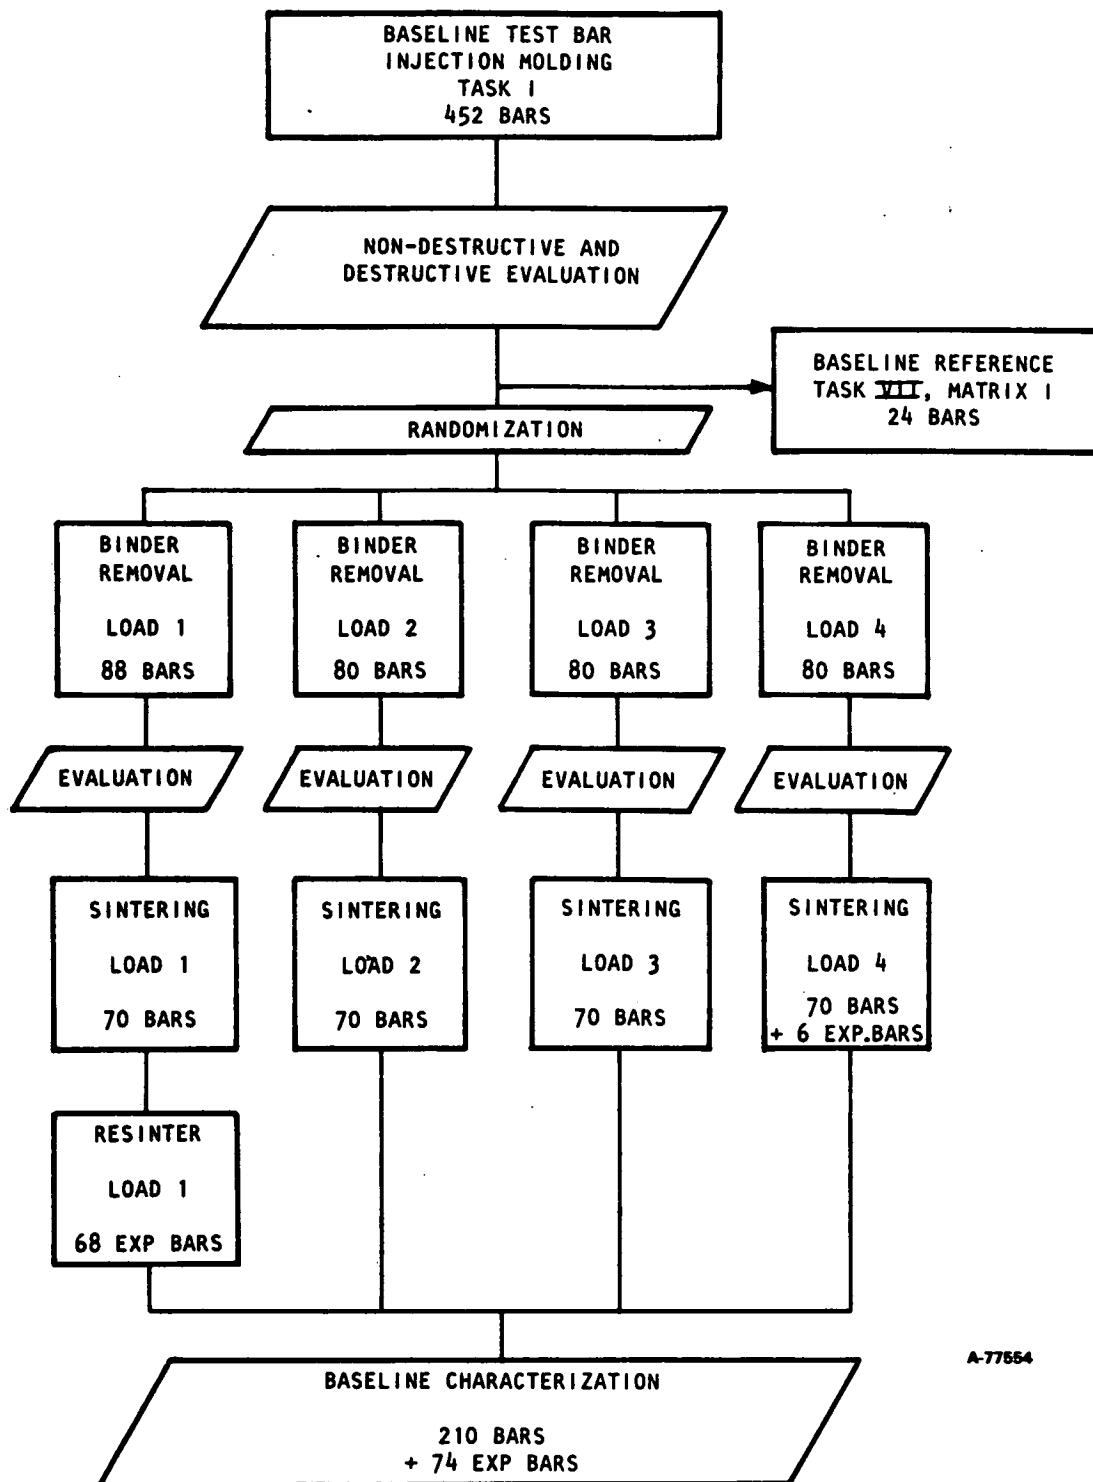 BASELINE TEST BAR
INJECTION MOLDING
TASK I
452 BARS
NON-DESTRUCTIVE AND
DESTRUCTIVE EVALUATION
BASELINE REFERENCE
TASK VII, MATRIX I
24 BARS
RANDOMIZATION
BINDER
REMOVAL
LOAD 1
88 BARS
BINDER
REMOVAL
LOAD 2
80 BARS
BINDER
REMOVAL
LOAD 3
80 BARS
BINDER
REMOVAL
LOAD 4
80 BARS
EVALUATION
EVALUATION
EVALUATION
EVALUATION
SINTERING
LOAD 1
70 BARS
SINTERING
LOAD 2
70 BARS
SINTERING
LOAD 3
70 BARS
SINTERING
LOAD 4
70 BARS
+ 6 EXP.BARS
RESINTER
LOAD 1
68 EXP BARS
A-77554
BASELINE CHARACTERIZATION
210 BARS
+ 74 EXP BARS